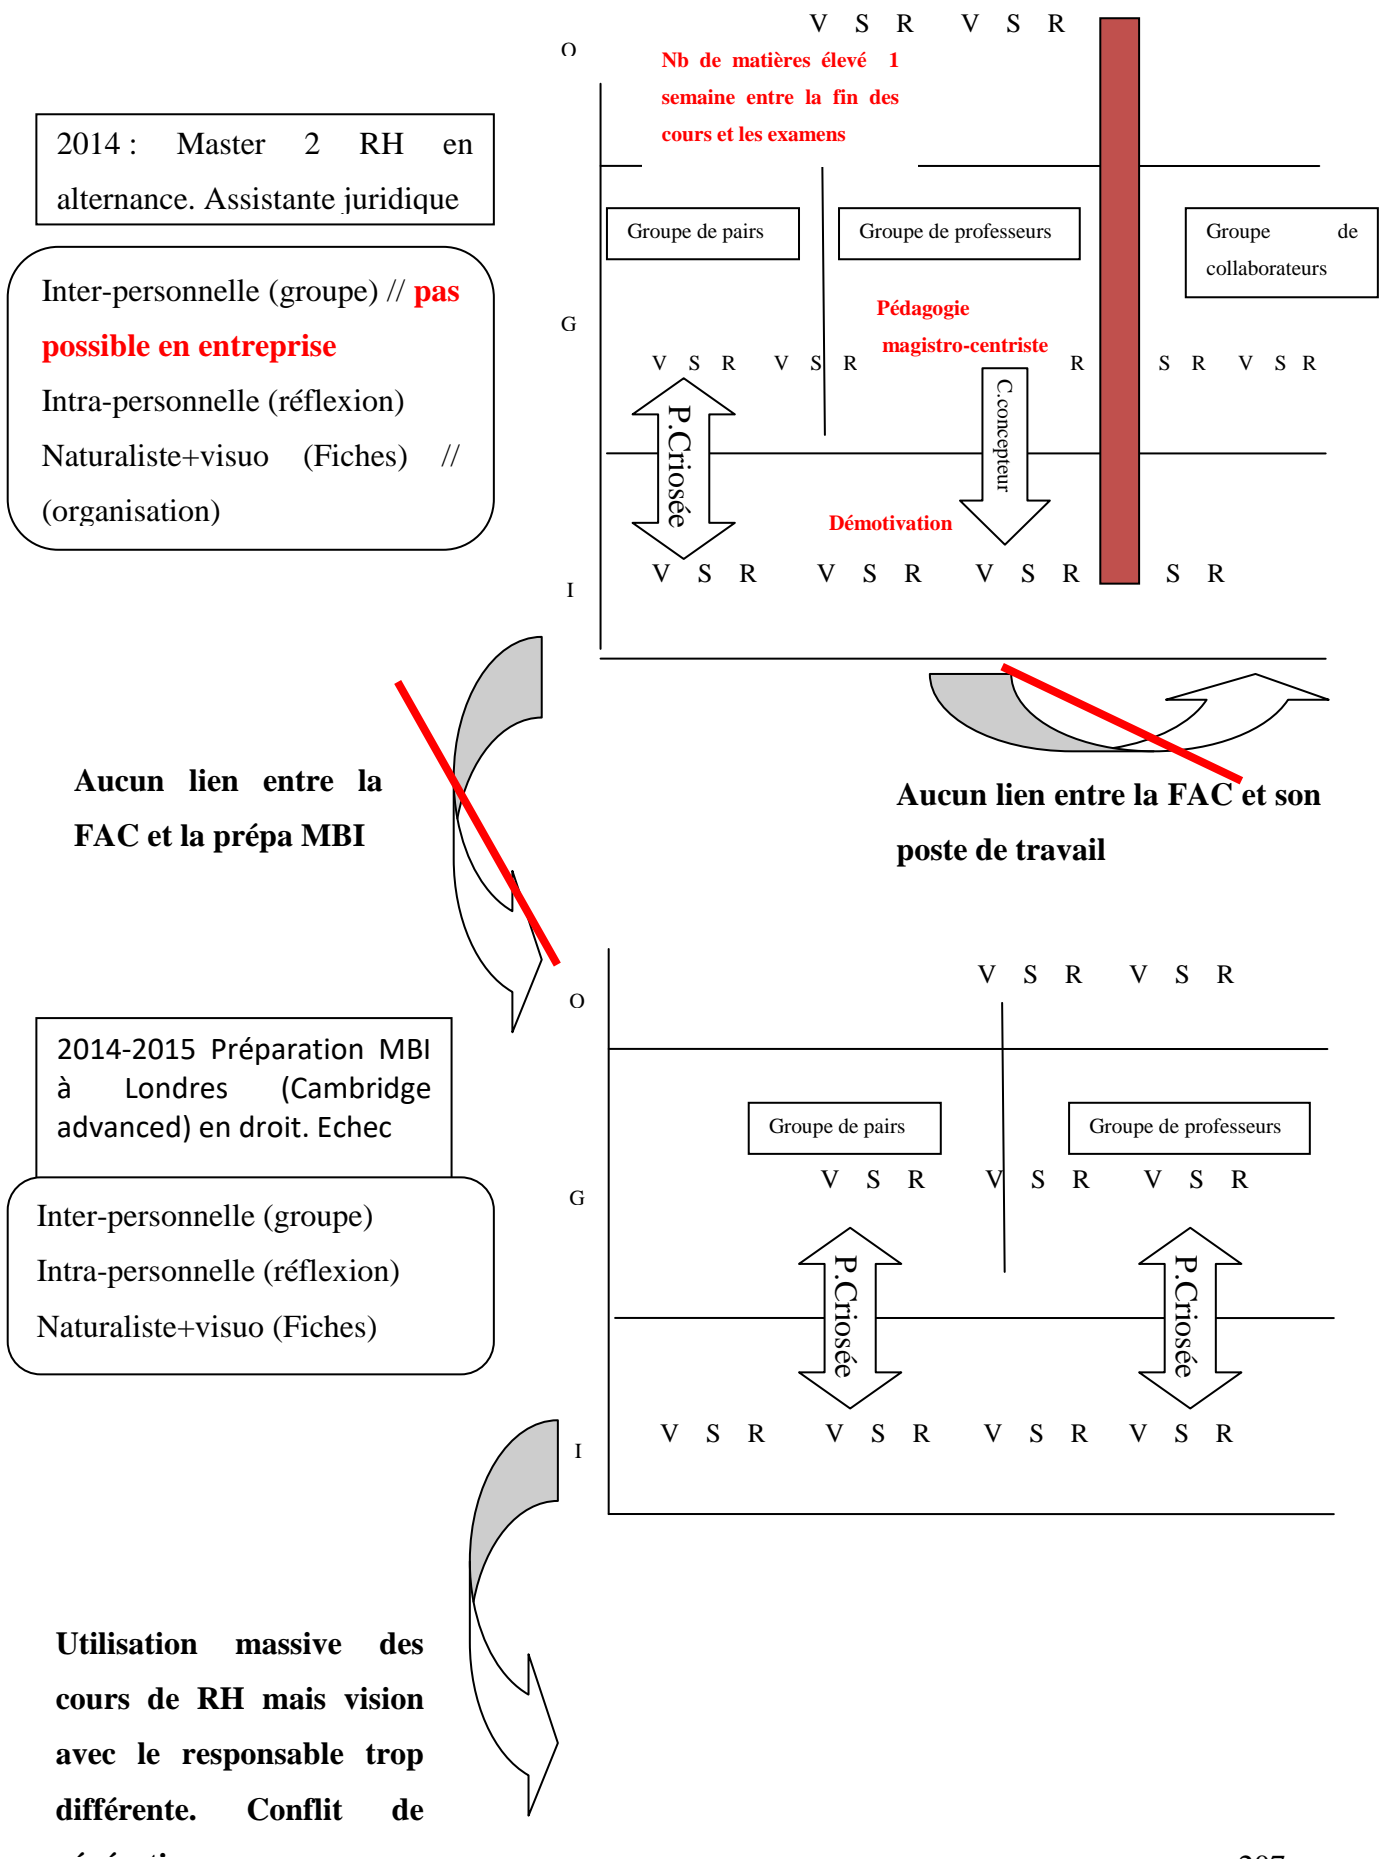 V S R V S R
O
Nb de matières élevé 1
semaine entre la fin des
cours et les examens
2014 : Master 2 RH en
alternance. Assistante juridique
Groupe de pairs
Groupe de professeurs
Groupe de
collaborateurs
Inter-personnelle (groupe) // pas
possible en entreprise
Intra-personnelle (réflexion)
Naturaliste+visuo (Fiches) //
(organisation)
G
Pédagogie
magistro-centriste
V S R V S R R S R V S R
P.Criosée
C.concepteur
Démotivation
I
V S R V S R V S R S R
Aucun lien entre la
FAC et la prépa MBI
Aucun lien entre la FAC et son
poste de travail
V S R V S R
O
2014-2015 Préparation MBI
à Londres (Cambridge
advanced) en droit. Echec
Groupe de pairs
Groupe de professeurs
V S R V S R V S R
G
Inter-personnelle (groupe)
Intra-personnelle (réflexion)
Naturaliste+visuo (Fiches)
P.Criosée
P.Criosée
V S R V S R V S R V S R
I
Utilisation massive des
cours de RH mais vision
avec le responsable trop
différente. Conflit de